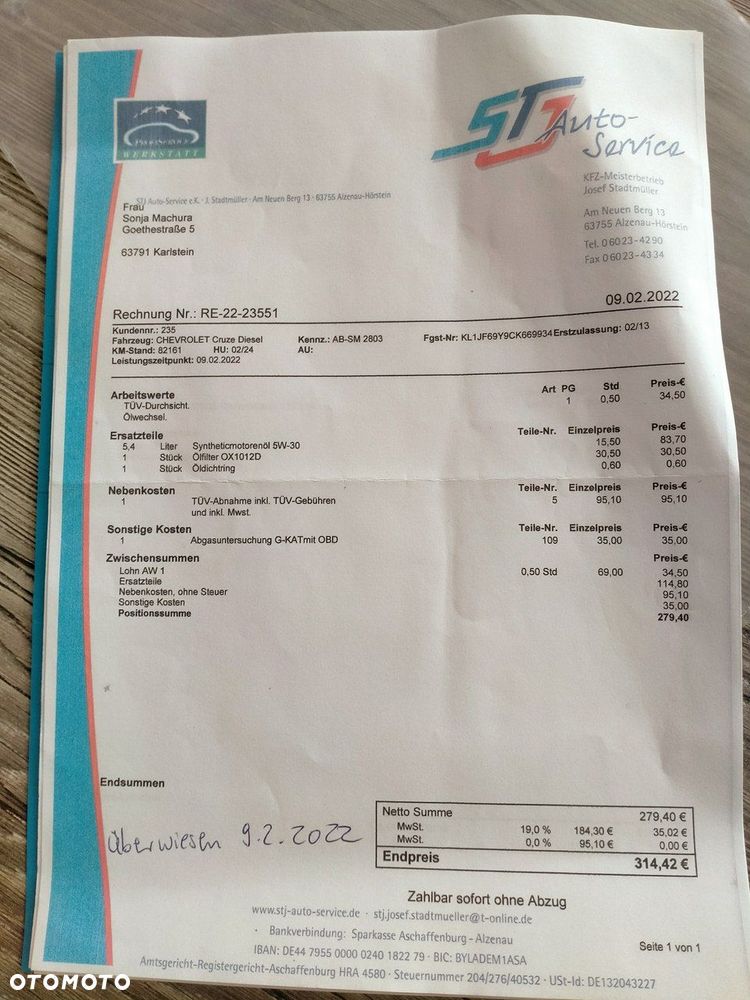 PROFI SERVICE
WERKSTATT
STJ Auto-
Service
KFZ-Meisterbetrieb
Josef Stadtmüller
Am Neuen Berg 13
63755 Alzenau-Hörstein
Tel. 0 60 23-42 90
Fax 0 60 23-43 34
STJ Auto-Service e.K. · J. Stadtmüller · Am Neuen Berg 13 · 63755 Alzenau-Hörstein
Frau
Sonja Machura
Goethestraße 5
63791 Karlstein
09.02.2022
Rechnung Nr.: RE-22-23551
Kundennr.: 235
Fahrzeug: CHEVROLET Cruze Diesel Kennz.: AB-SM 2803 Fgst-Nr: KL1JF69Y9CK669934 Erstzulassung: 02/13
KM-Stand: 82161 HU: 02/24 AU:
Leistungszeitpunkt: 09.02.2022
Arbeitswerte Art PG Std Preis-€
TÜV-Durchsicht. 1 0,50 34,50
Ölwechsel.
Ersatzteile Teile-Nr. Einzelpreis Preis-€
5,4 Liter Syntheticmotorenöl 5W-30 15,50 83,70
1 Stück Ölfilter OX1012D 30,50 30,50
1 Stück Öldichtring 0,60 0,60
Nebenkosten Teile-Nr. Einzelpreis Preis-€
1 TÜV-Abnahme inkl. TÜV-Gebühren 5 95,10 95,10
und inkl. Mwst.
Sonstige Kosten Teile-Nr. Einzelpreis Preis-€
1 Abgasuntersuchung G-KATmit OBD 109 35,00 35,00
Zwischensummen Preis-€
Lohn AW 1 0,50 Std 69,00 34,50
Ersatzteile 114,80
Nebenkosten, ohne Steuer 95,10
Sonstige Kosten 35,00
Positionssumme 279,40
Endsummen
Überwiesen 9.2.2022
Netto Summe 279,40 €
MwSt. 19,0 % 184,30 € 35,02 €
MwSt. 0,0 % 95,10 € 0,00 €
Endpreis 314,42 €
Zahlbar sofort ohne Abzug
www.stj-auto-service.de · stj.josef.stadtmueller@t-online.de
· Bankverbindung: Sparkasse Aschaffenburg - Alzenau
IBAN: DE44 7955 0000 0240 1822 79 · BIC: BYLADEM1ASA
Seite 1 von 1
Amtsgericht-Registergericht-Aschaffenburg HRA 4580 · Steuernummer 204/276/40532 · USt-Id: DE132043227
OTOMOTO